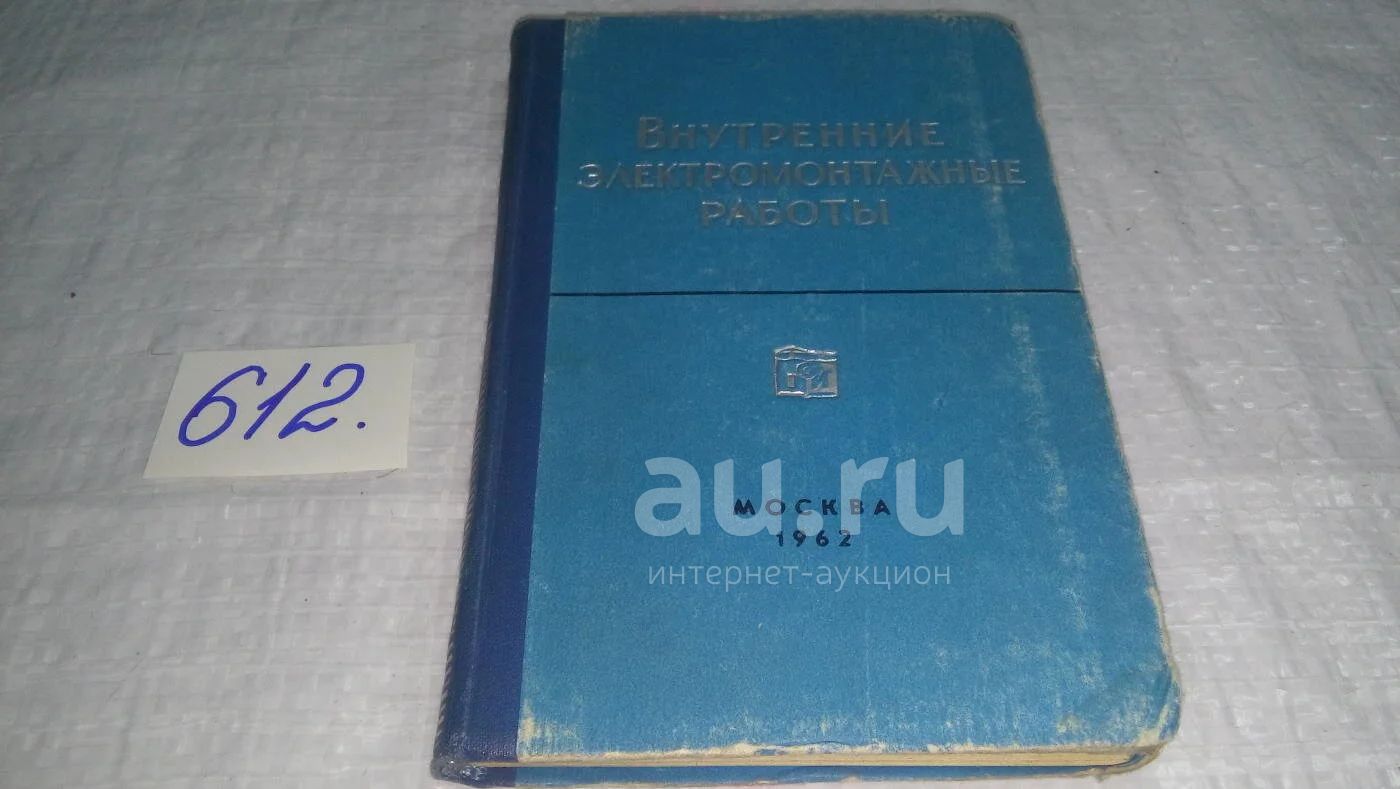 ВНУТРЕННИЕ
ЭЛЕКТРОМОНТАЖНЫЕ
РАБОТЫ
612.
МОСКВА
1962
au.ru
интернет-аукцион